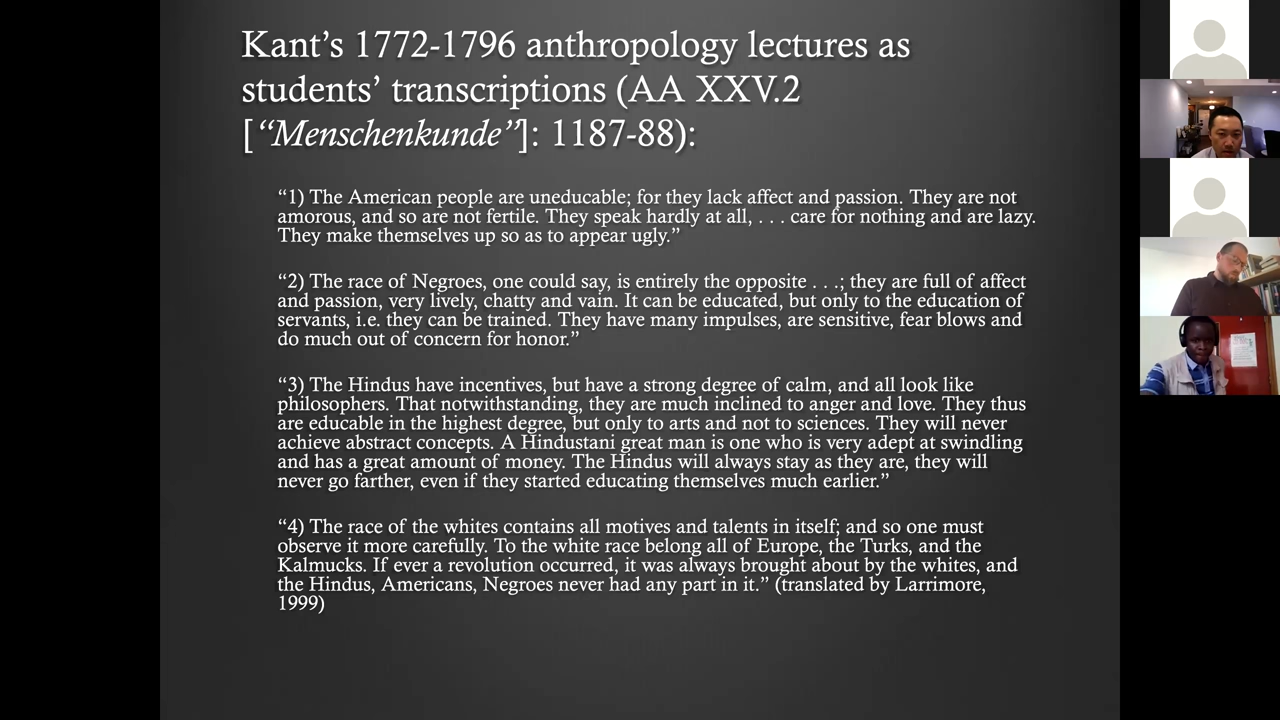 Kant’s 1772-1796 anthropology lectures as
students’ transcriptions (AA XXV.2
[“Menschenkunde”]: 1187-88):
“1) The American people are uneducable; for they lack affect and passion. They are not
amorous, and so are not fertile. They speak hardly at all, . . . care for nothing and are lazy.
They make themselves up so as to appear ugly.”
“2) The race of Negroes, one could say, is entirely the opposite . . .; they are full of affect
and passion, very lively, chatty and vain. It can be educated, but only to the education of
servants, i.e. they can be trained. They have many impulses, are sensitive, fear blows and
do much out of concern for honor.”
“3) The Hindus have incentives, but have a strong degree of calm, and all look like
philosophers. That notwithstanding, they are much inclined to anger and love. They thus
are educable in the highest degree, but only to arts and not to sciences. They will never
achieve abstract concepts. A Hindustani great man is one who is very adept at swindling
and has a great amount of money. The Hindus will always stay as they are, they will
never go farther, even if they started educating themselves much earlier.”
“4) The race of the whites contains all motives and talents in itself; and so one must
observe it more carefully. To the white race belong all of Europe, the Turks, and the
Kalmucks. If ever a revolution occurred, it was always brought about by the whites, and
the Hindus, Americans, Negroes never had any part in it.” (translated by Larrimore,
1999)